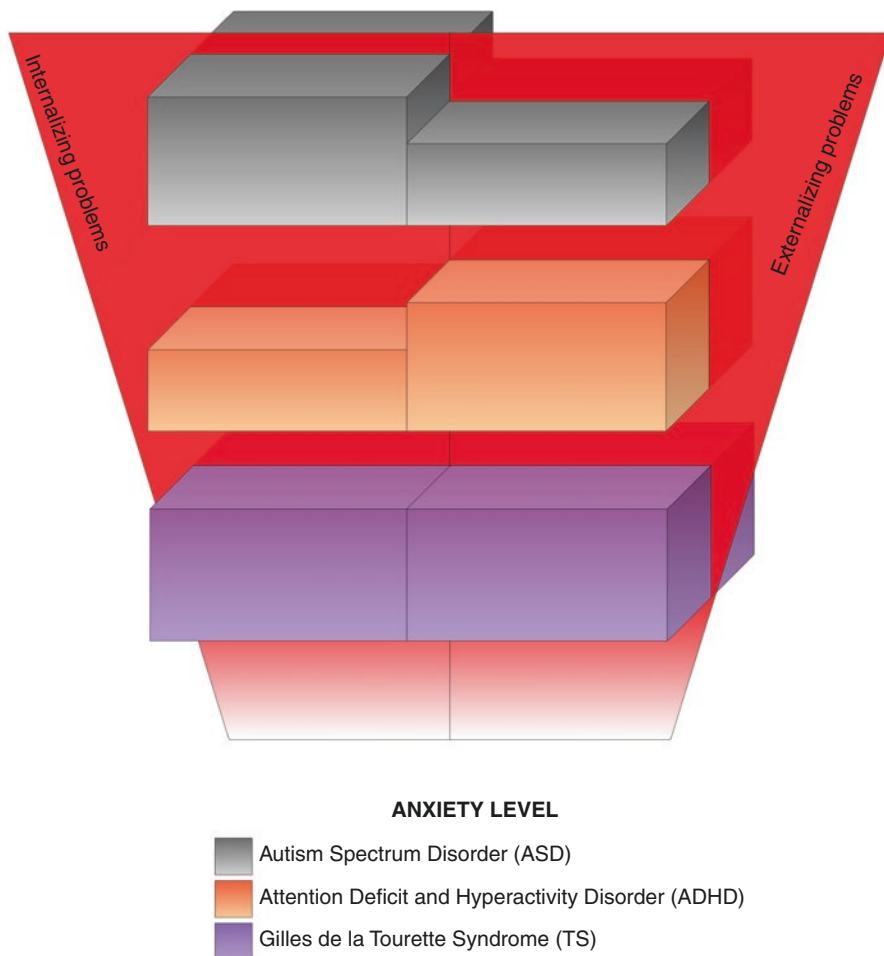 Internalizing problems
Externalizing problems
ANXIETY LEVEL
Autism Spectrum Disorder (ASD)
Attention Deficit and Hyperactivity Disorder (ADHD)
Gilles de la Tourette Syndrome (TS)